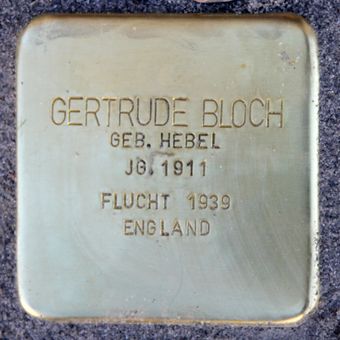 GERTRUDE BLOCH
GEB. HEBEL
JG. 1911
FLUCHT 1939
ENGLAND